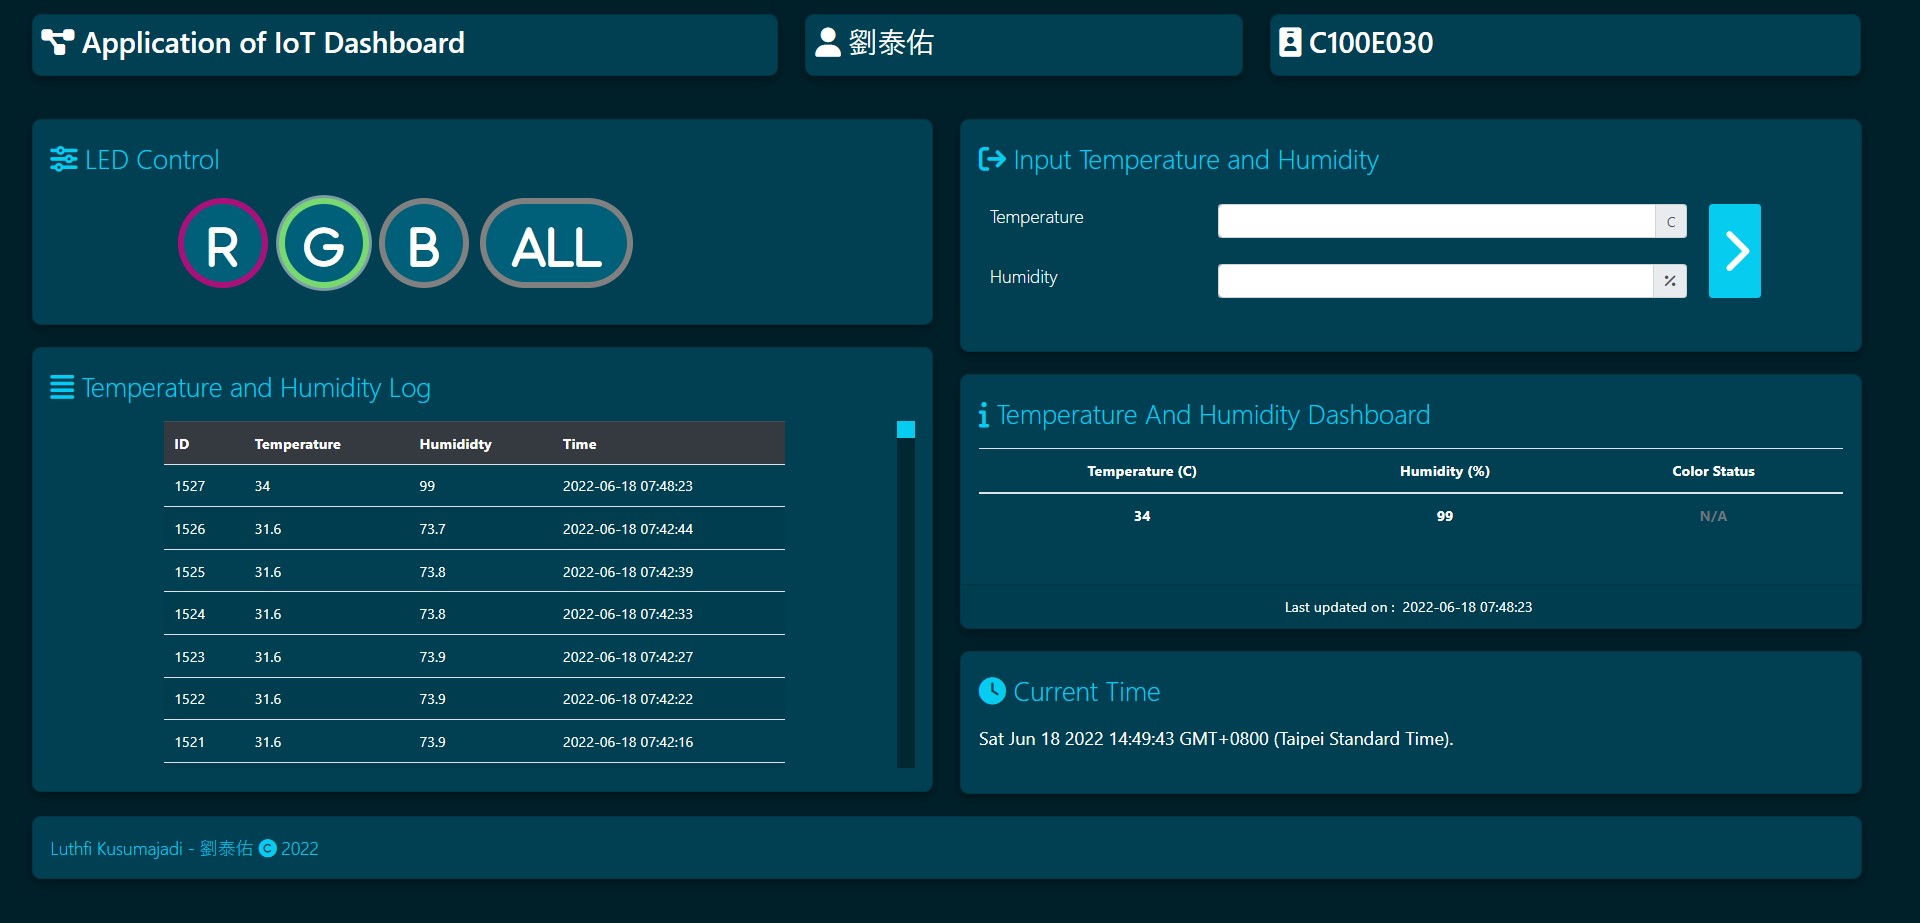 Application of IoT Dashboard
劉泰佑
C100E030
LED Control
R G B ALL
Temperature and Humidity Log
ID Temperature Humididty Time
1527 34 99 2022-06-18 07:48:23
1526 31.6 73.7 2022-06-18 07:42:44
1525 31.6 73.8 2022-06-18 07:42:39
1524 31.6 73.8 2022-06-18 07:42:33
1523 31.6 73.9 2022-06-18 07:42:27
1522 31.6 73.9 2022-06-18 07:42:22
1521 31.6 73.9 2022-06-18 07:42:16
Input Temperature and Humidity
Temperature C
Humidity %
Temperature And Humidity Dashboard
Temperature (C) Humidity (%) Color Status
34 99 N/A
Last updated on : 2022-06-18 07:48:23
Current Time
Sat Jun 18 2022 14:49:43 GMT+0800 (Taipei Standard Time).
Luthfi Kusumajadi - 劉泰佑 © 2022